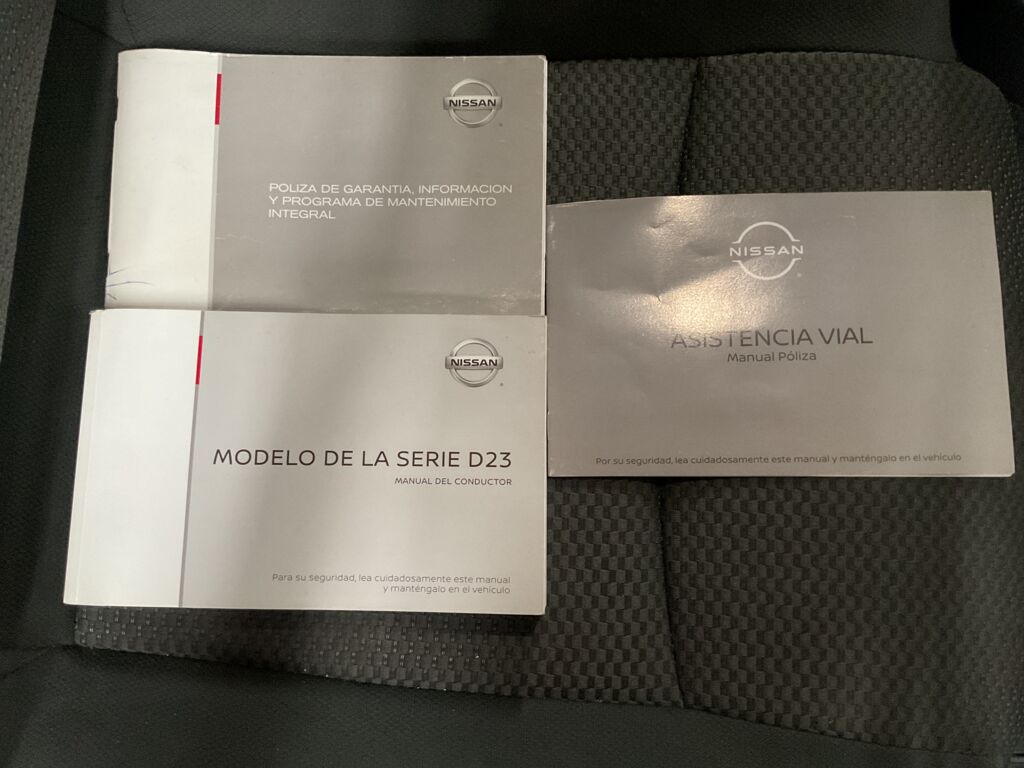 NISSAN
POLIZA DE GARANTIA, INFORMACION
Y PROGRAMA DE MANTENIMIENTO
INTEGRAL
NISSAN
MODELO DE LA SERIE D23
MANUAL DEL CONDUCTOR
Para su seguridad, lea cuidadosamente este manual
y manténgalo en el vehículo
NISSAN
ASISTENCIA VIAL
Manual Póliza
Por su seguridad, lea cuidadosamente este manual y manténgalo en el vehículo